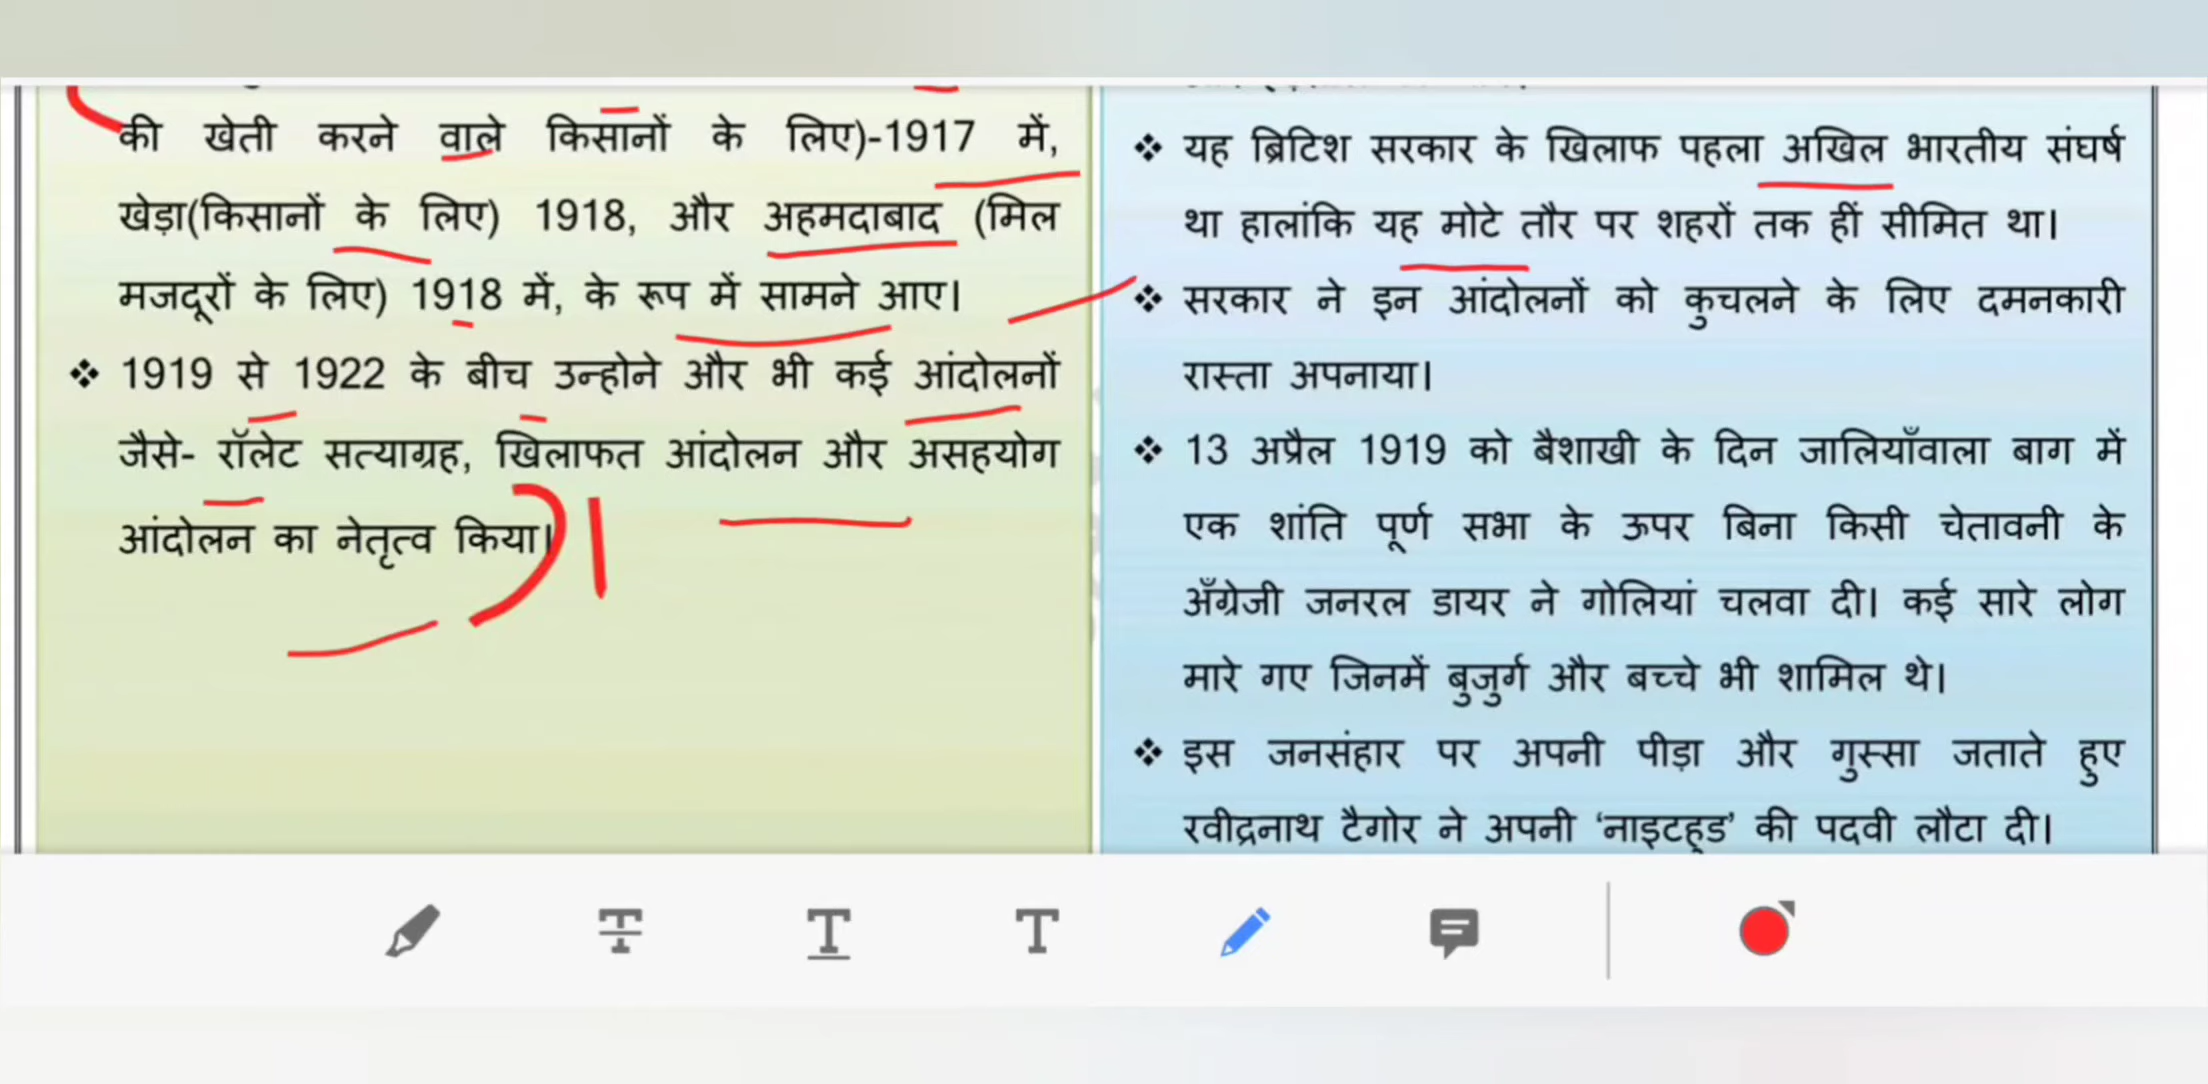 की खेती करने वाले किसानों के लिए)-1917 में,
खेड़ा(किसानों के लिए) 1918, और अहमदाबाद (मिल
मजदूरों के लिए) 1918 में, के रूप में सामने आए।
❖ 1919 से 1922 के बीच उन्होने और भी कई आंदोलनों
जैसे- रॉलेट सत्याग्रह, खिलाफत आंदोलन और असहयोग
आंदोलन का नेतृत्व किया।
❖ यह ब्रिटिश सरकार के खिलाफ पहला अखिल भारतीय संघर्ष
था हालांकि यह मोटे तौर पर शहरों तक हीं सीमित था।
❖ सरकार ने इन आंदोलनों को कुचलने के लिए दमनकारी
रास्ता अपनाया।
❖ 13 अप्रैल 1919 को बैशाखी के दिन जालियाँवाला बाग में
एक शांति पूर्ण सभा के ऊपर बिना किसी चेतावनी के
अँग्रेजी जनरल डायर ने गोलियां चलवा दी। कई सारे लोग
मारे गए जिनमें बुजुर्ग और बच्चे भी शामिल थे।
❖ इस जनसंहार पर अपनी पीड़ा और गुस्सा जताते हुए
रवीद्रनाथ टैगोर ने अपनी ‘नाइटहूड’ की पदवी लौटा दी।